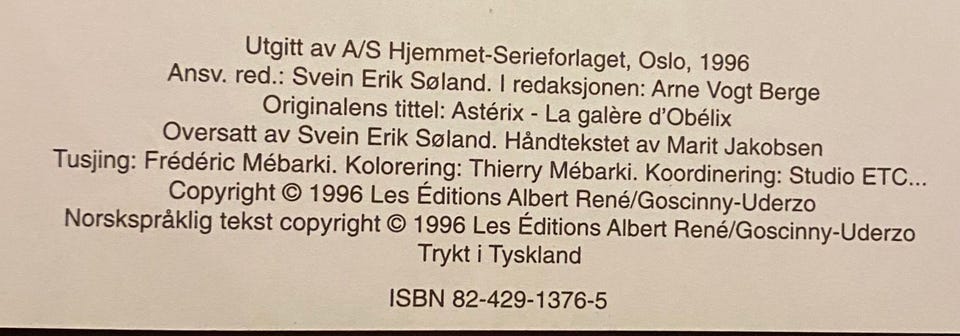 Utgitt av A/S Hjemmet-Serieforlaget, Oslo, 1996
Ansv. red.: Svein Erik Søland. I redaksjonen: Arne Vogt Berge
Originalens tittel: Astérix - La galère d'Obélix
Oversatt av Svein Erik Søland. Håndtekstet av Marit Jakobsen
Tusjing: Frédéric Mébarki. Kolorering: Thierry Mébarki. Koordinering: Studio ETC...
Copyright © 1996 Les Éditions Albert René/Goscinny-Uderzo
Norskspråklig tekst copyright © 1996 Les Éditions Albert René/Goscinny-Uderzo
Trykt i Tyskland
ISBN 82-429-1376-5